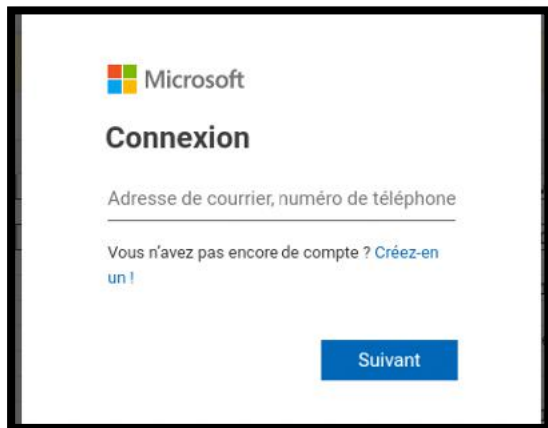 Microsoft
Connexion
Adresse de courrier, numéro de téléphone
Vous n'avez pas encore de compte ? Créez-en
un !
Suivant